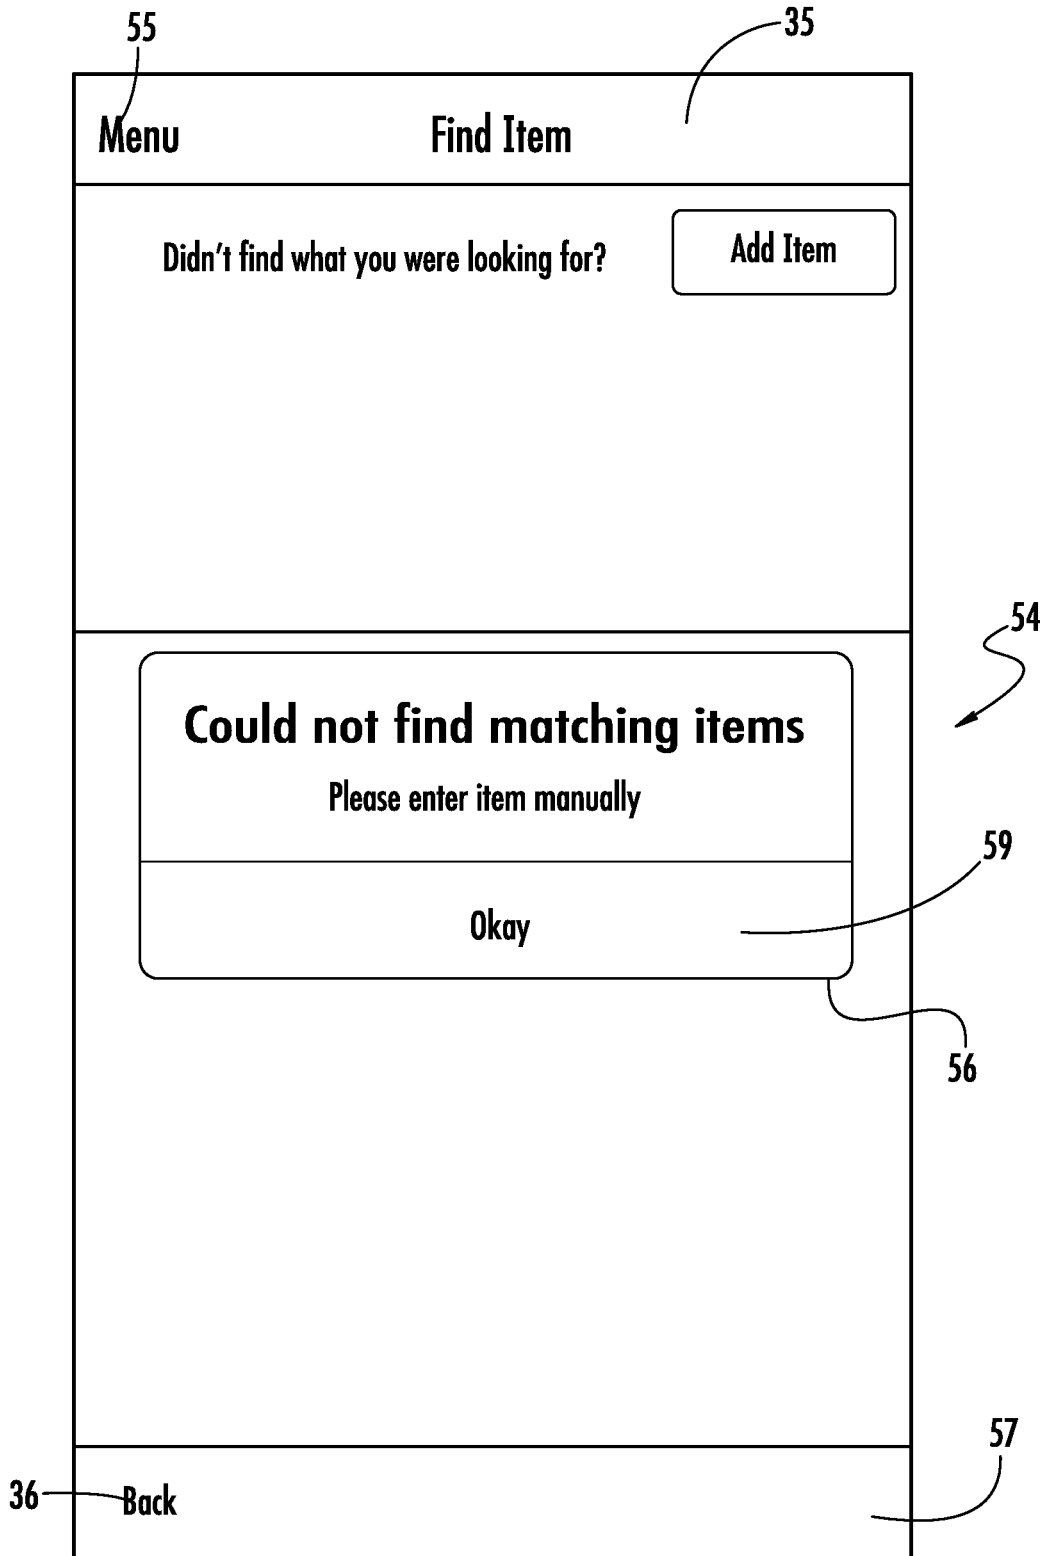 55
35
Menu
Find Item
Didn't find what you were looking for?
Add Item
54
Could not find matching items
Please enter item manually
59
Okay
56
57
36
Back